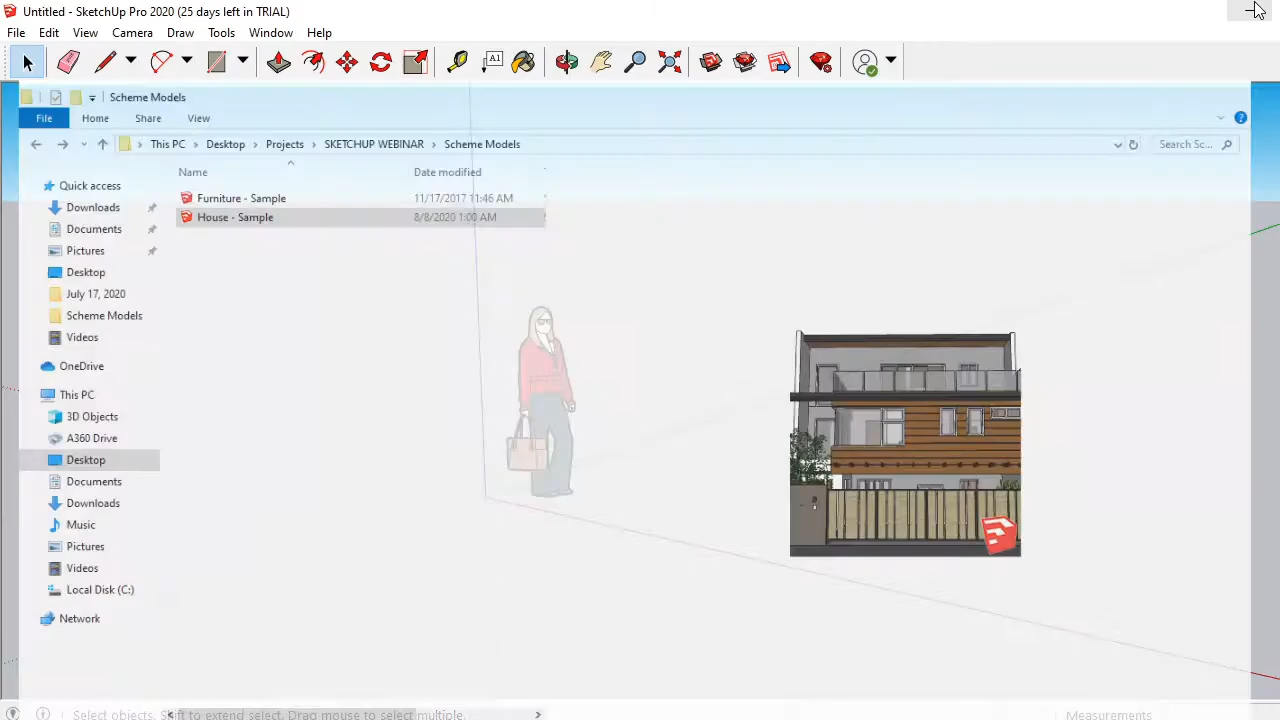 Untitled - SketchUp Pro 2020 (25 days left in TRIAL)
File Edit View Camera Draw Tools Window Help
A1
Scheme Models
File Home Share View
This PC Desktop Projects SKETCHUP WEBINAR Scheme Models Search Sc...
Name Date modified
Quick access
Furniture - Sample 11/17/2017 11:46 AM
Downloads
House - Sample 8/8/2020 1:00 AM
Documents
Pictures
Desktop
July 17, 2020
Scheme Models
Videos
OneDrive
This PC
3D Objects
A360 Drive
Desktop
Documents
Downloads
Music
Pictures
Videos
Local Disk (C:)
Network
Select objects. Shift to extend select. Drag mouse to select multiple. Measurements